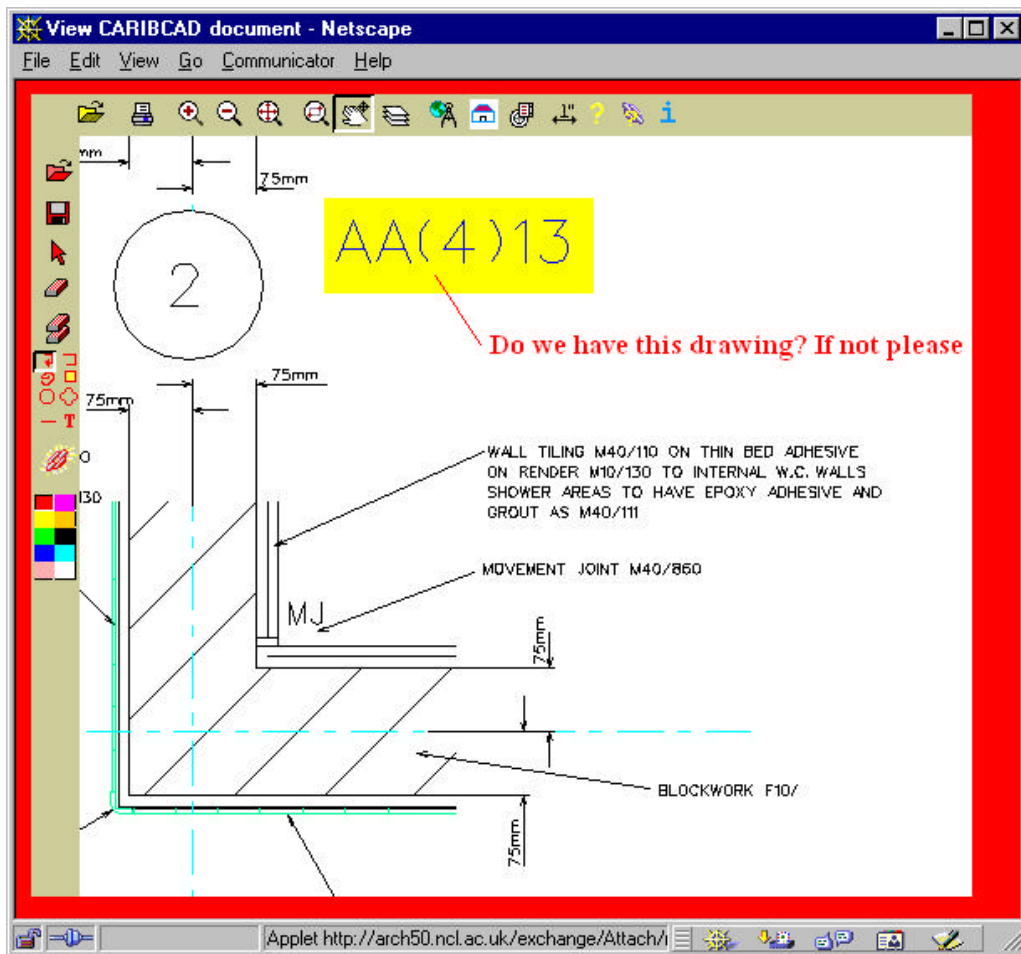 View CARIBCAD document - Netscape
File Edit View Go Communicator Help
mm
75mm
AA(4)13
2
Do we have this drawing? If not please
75mm
75mm
T
WALL TILING M40/110 ON THIN BED ADHESIVE
ON RENDER M10/130 TO INTERNAL W.C. WALLS
SHOWER AREAS TO HAVE EPOXY ADHESIVE AND
GROUT AS M40/111
0
130
MOVEMENT JOINT M40/860
MJ
75mm
BLOCKWORK F10/
75mm
Applet http://arch50.ncl.ac.uk/exchange/Attach/